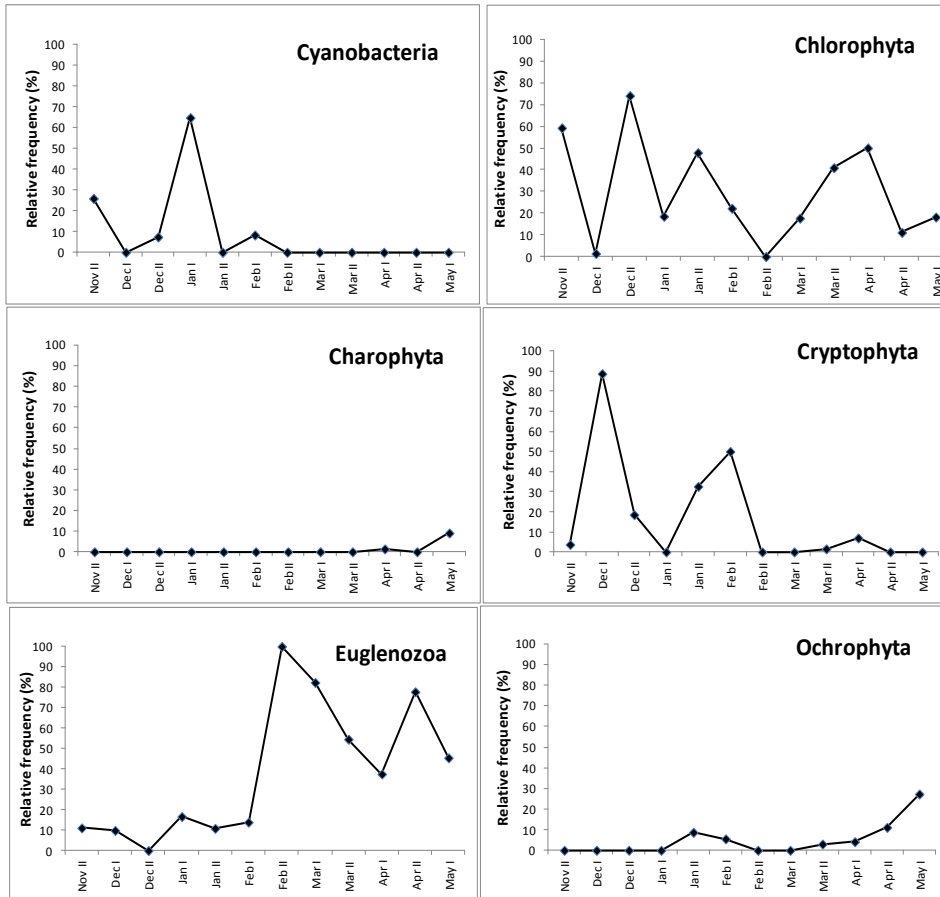 Cyanobacteria
Relative frequency (%)
100
90
80
70
60
50
40
30
20
10
0
Nov II
Dec I
Dec II
Jan I
Jan II
Feb I
Feb II
Mar I
Mar II
Apr I
Apr II
May I
Chlorophyta
Relative frequency (%)
100
90
80
70
60
50
40
30
20
10
0
Nov II
Dec I
Dec II
Jan I
Jan II
Feb I
Feb II
Mar I
Mar II
Apr I
Apr II
May I
Charophyta
Relative frequency (%)
100
90
80
70
60
50
40
30
20
10
0
Nov II
Dec I
Dec II
Jan I
Jan II
Feb I
Feb II
Mar I
Mar II
Apr I
Apr II
May I
Cryptophyta
Relative frequency (%)
100
90
80
70
60
50
40
30
20
10
0
Nov II
Dec I
Dec II
Jan I
Jan II
Feb I
Feb II
Mar I
Mar II
Apr I
Apr II
May I
Euglenozoa
Relative frequency (%)
100
90
80
70
60
50
40
30
20
10
0
Nov II
Dec I
Dec II
Jan I
Jan II
Feb I
Feb II
Mar I
Mar II
Apr I
Apr II
May I
Ochrophyta
Relative frequency (%)
100
90
80
70
60
50
40
30
20
10
0
Nov II
Dec I
Dec II
Jan I
Jan II
Feb I
Feb II
Mar I
Mar II
Apr I
Apr II
May I